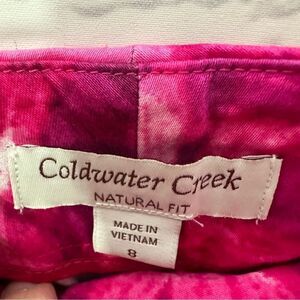 Coldwater Creek
NATURAL FIT
MADE IN
VIETNAM
8